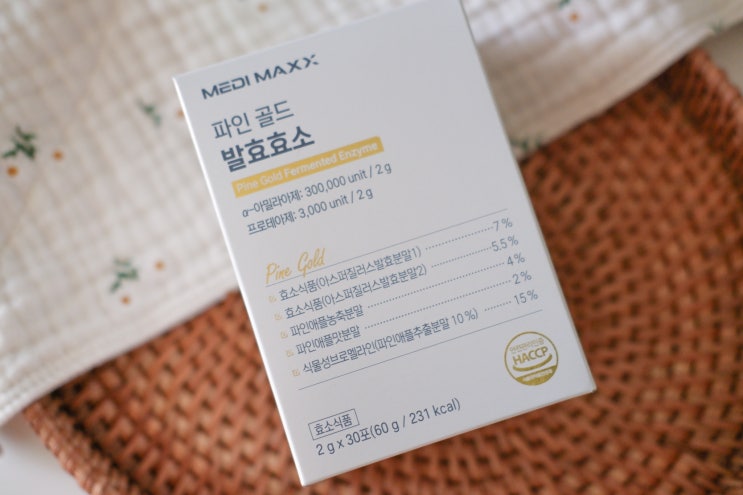 MEDI MAXX
파인 골드
발효효소
Pine Gold Fermented Enzyme
α-아밀라아제: 300,000 unit / 2 g
프로테아제: 3,000 unit / 2 g
Pine Gold
효소식품(아스퍼질러스발효분말1) 7 %
효소식품(아스퍼질러스발효분말2) 5.5%
파인애플농축분말 4 %
파인애플맛분말 2 %
식물성브로멜라인(파인애플추출분말 10 %) 15 %
HACCP
효소식품
2 g x 30포(60 g / 231 kcal)